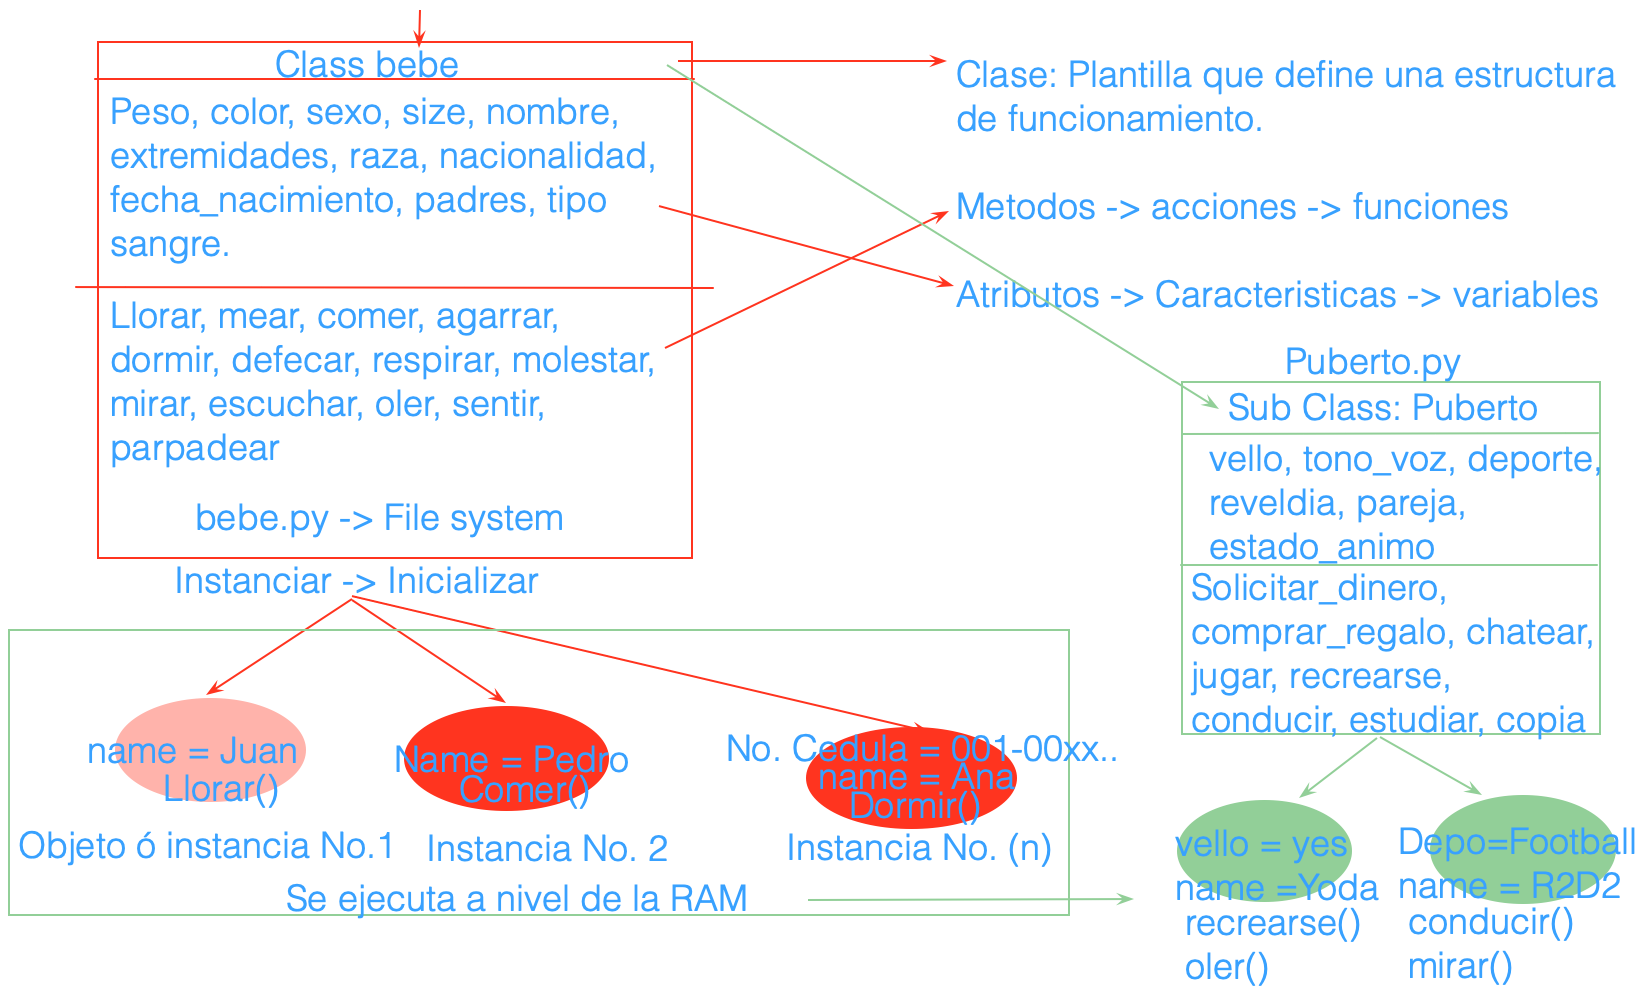 Class bebe
Peso, color, sexo, size, nombre,
extremidades, raza, nacionalidad,
fecha_nacimiento, padres, tipo
sangre.
Llorar, mear, comer, agarrar,
dormir, defecar, respirar, molestar,
mirar, escuchar, oler, sentir,
parpadear
bebe.py -> File system
Clase: Plantilla que define una estructura
de funcionamiento.
Metodos -> acciones -> funciones
Atributos -> Caracteristicas -> variables
Puberto.py
Sub Class: Puberto
vello, tono_voz, deporte,
reveldia, pareja,
estado_animo
Solicitar_dinero,
comprar_regalo, chatear,
jugar, recrearse,
conducir, estudiar, copia
Instanciar -> Inicializar
name = Juan
Llorar()
Objeto ó instancia No.1
Name = Pedro
Comer()
Instancia No. 2
No. Cedula = 001-00xx..
name = Ana
Dormir()
Instancia No. (n)
Se ejecuta a nivel de la RAM
vello = yes
name =Yoda
recrearse()
oler()
Depo=Football
name = R2D2
conducir()
mirar()